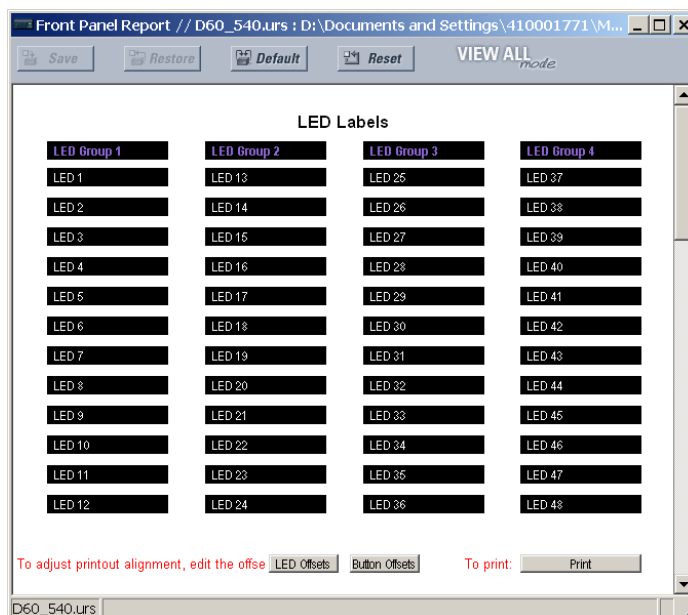 Front Panel Report // D60_540.urs : D:\Documents and Settings\410001771\M...
Save Restore Default Reset VIEW ALL mode
LED Labels
LED Group 1 LED Group 2 LED Group 3 LED Group 4
LED 1 LED 13 LED 25 LED 37
LED 2 LED 14 LED 26 LED 38
LED 3 LED 15 LED 27 LED 39
LED 4 LED 16 LED 28 LED 40
LED 5 LED 17 LED 29 LED 41
LED 6 LED 18 LED 30 LED 42
LED 7 LED 19 LED 31 LED 43
LED 8 LED 20 LED 32 LED 44
LED 9 LED 21 LED 33 LED 45
LED 10 LED 22 LED 34 LED 46
LED 11 LED 23 LED 35 LED 47
LED 12 LED 24 LED 36 LED 48
To adjust printout alignment, edit the offse LED Offsets Button Offsets To print: Print
D60_540.urs